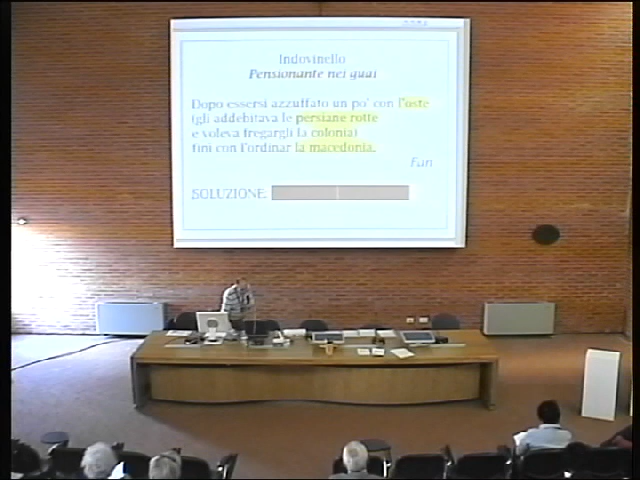 Indovinello
Pensionante nei guai
Dopo essersi azzuffato un po' con l'oste
(gli addebitava le persiane rotte
e voleva fregargli la colonia)
finì con l'ordinar la macedonia.
Fan
SOLUZIONE: